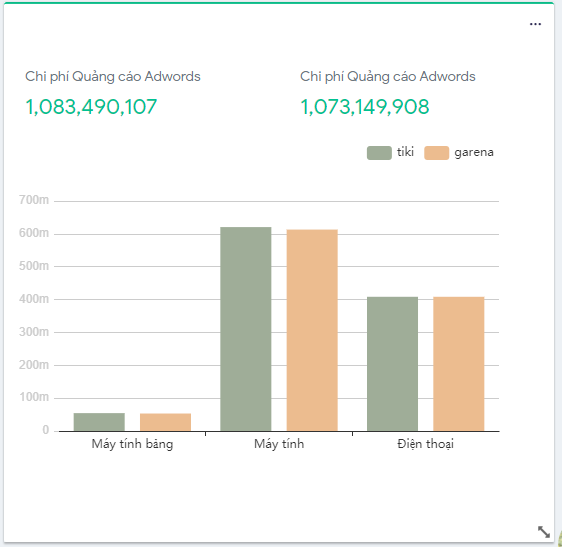 Chi phí Quảng cáo Adwords
1,083,490,107
Chi phí Quảng cáo Adwords
1,073,149,908
tiki
garena
700m
600m
500m
400m
300m
200m
100m
0
Máy tính bảng
Máy tính
Điện thoại